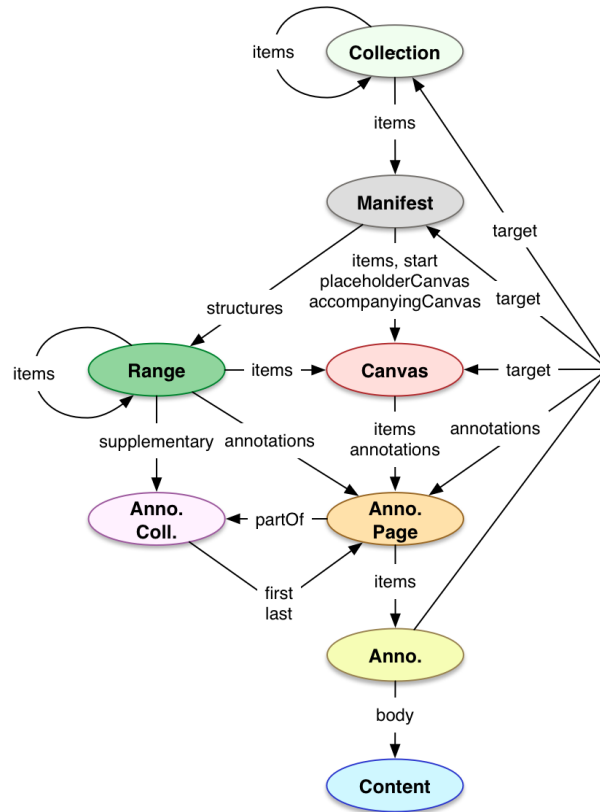 items
Collection
items
Manifest
target
items, start
placeholderCanvas
accompanyingCanvas
target
structures
items
Range
items
Canvas
target
supplementary
annotations
items
annotations
annotations
Anno.
Coll.
partOf
Anno.
Page
first
last
items
Anno.
body
Content